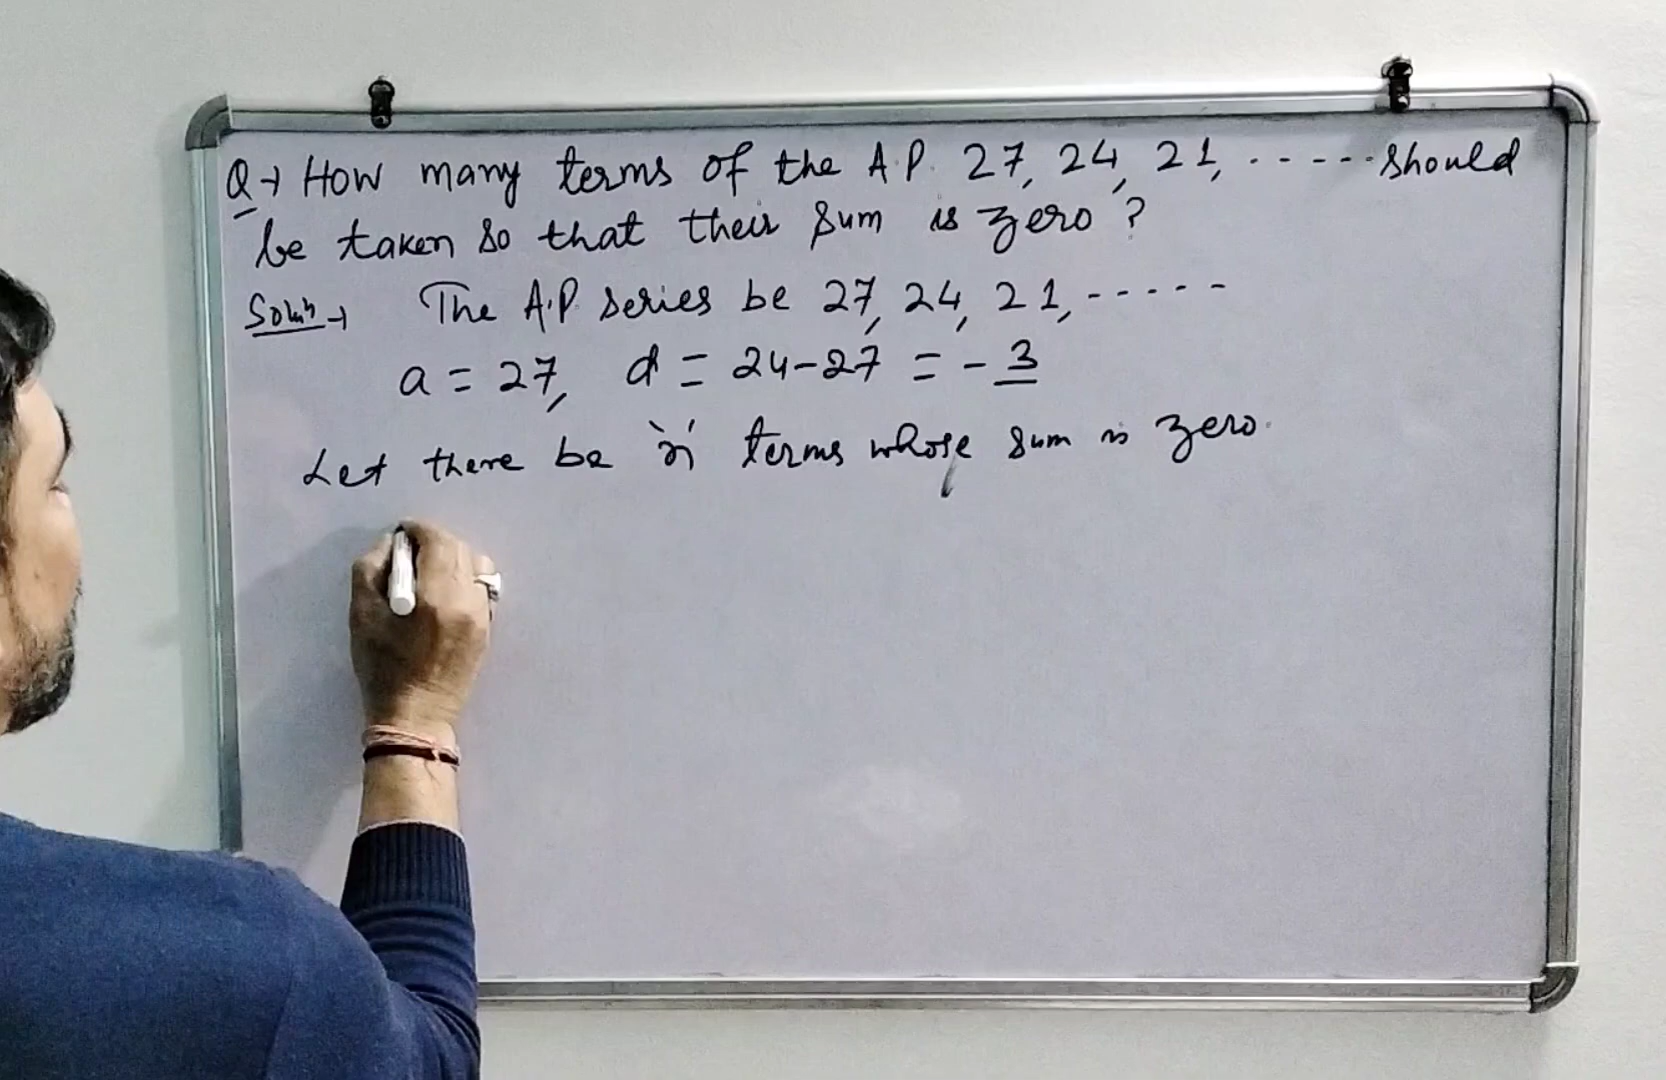 Q→ How many terms of the A.P. 27, 24, 21, ----- should
be taken so that their sum is zero?
Soln→ The A.P series be 27, 24, 21, -----
a = 27, d = 24-27 = -3
Let there be 'n' terms whose sum is zero.